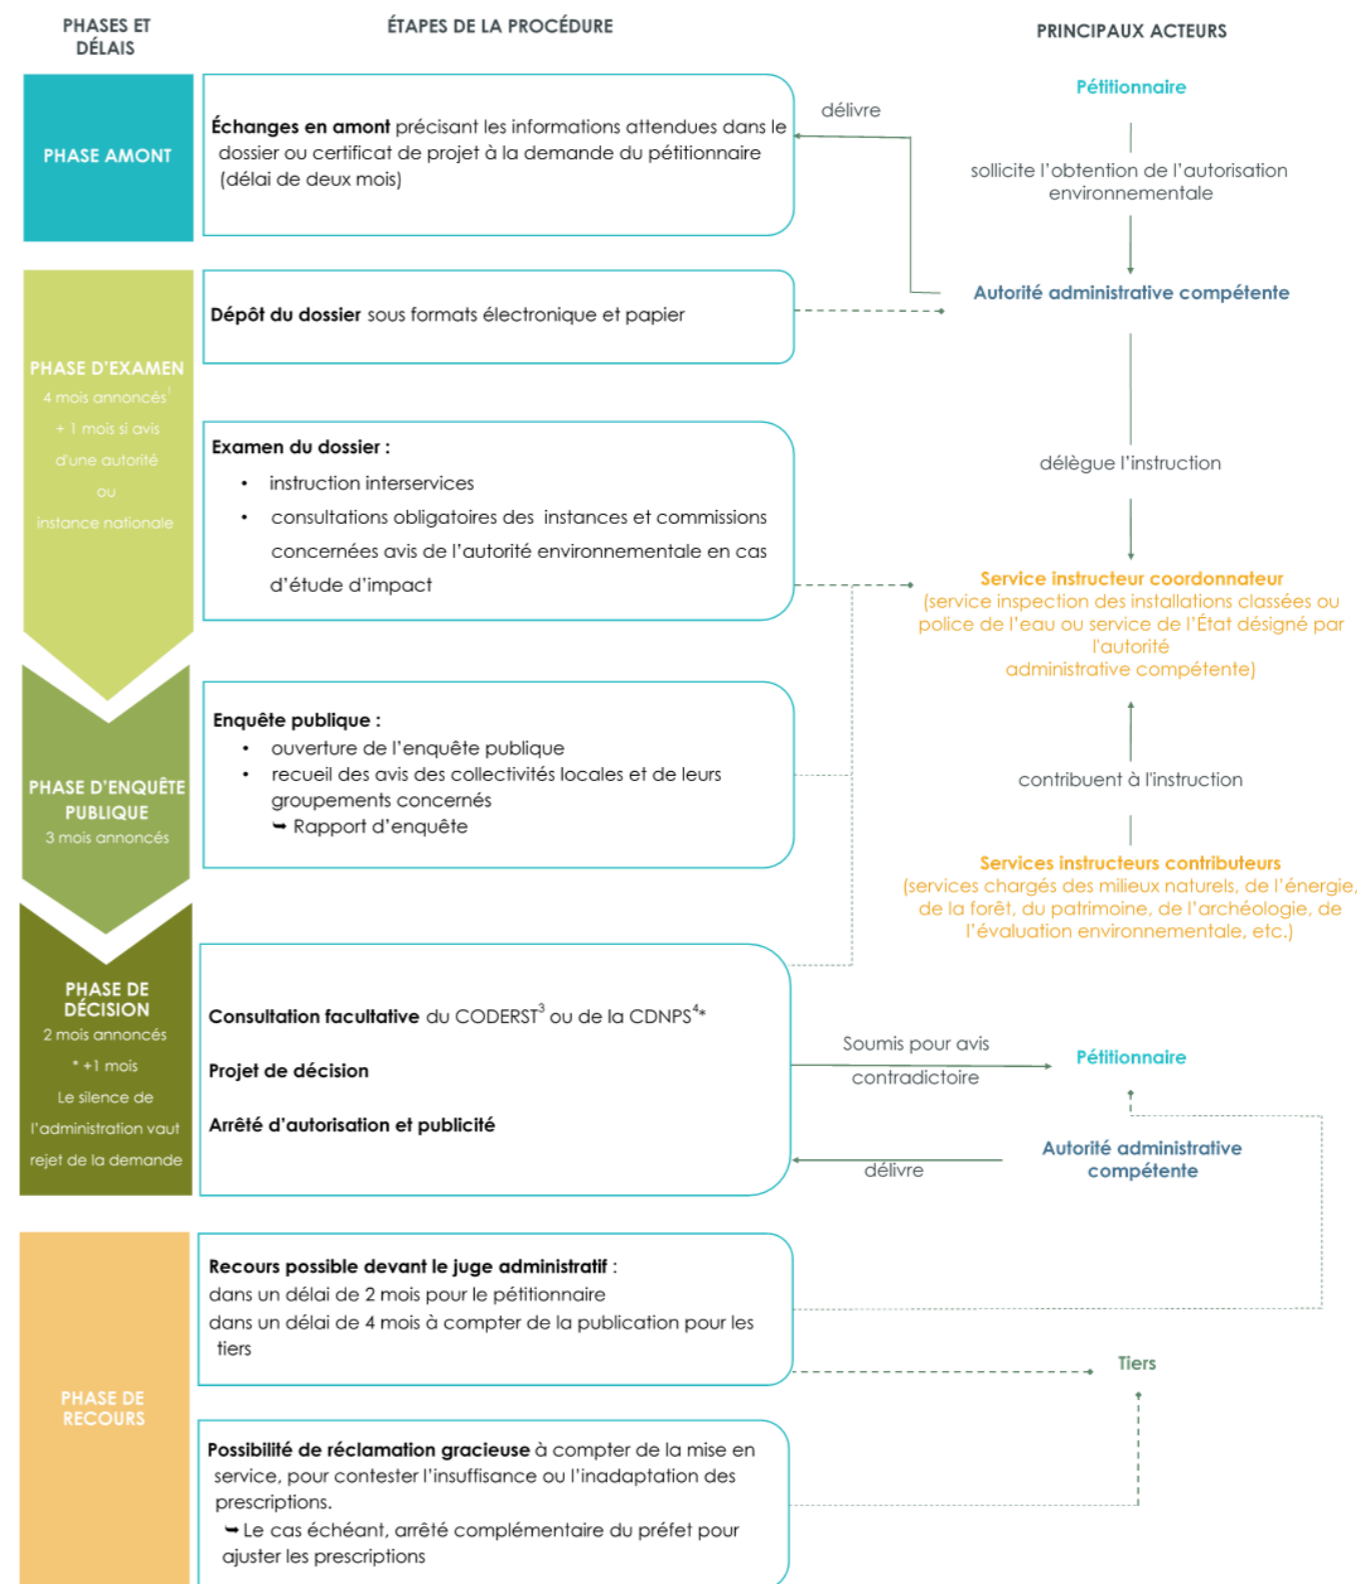 PHASES ET
DÉLAIS
ÉTAPES DE LA PROCÉDURE
PRINCIPAUX ACTEURS
PHASE AMONT
Échanges en amont précisant les informations attendues dans le
dossier ou certificat de projet à la demande du pétitionnaire
(délai de deux mois)
délivre
Pétitionnaire
sollicite l'obtention de l'autorisation
environnementale
Autorité administrative compétente
PHASE D'EXAMEN
4 mois annoncés1
+ 1 mois si avis
d'une autorité
ou
instance nationale
Dépôt du dossier sous formats électronique et papier
Examen du dossier :
• instruction interservices
• consultations obligatoires des instances et commissions
concernées avis de l'autorité environnementale en cas
d'étude d'impact
délègue l'instruction
Service instructeur coordonnateur
(service inspection des installations classées ou
police de l'eau ou service de l'État désigné par
l'autorité
administrative compétente)
PHASE D'ENQUÊTE
PUBLIQUE
3 mois annoncés
Enquête publique :
• ouverture de l'enquête publique
• recueil des avis des collectivités locales et de leurs
groupements concernés
➥ Rapport d'enquête
contribuent à l'instruction
Services instructeurs contributeurs
(services chargés des milieux naturels, de l'énergie,
de la forêt, du patrimoine, de l'archéologie, de
l'évaluation environnementale, etc.)
PHASE DE
DÉCISION
2 mois annoncés
* +1 mois
Le silence de
l'administration vaut
rejet de la demande
Consultation facultative du CODERST3 ou de la CDNPS4*
Projet de décision
Arrêté d'autorisation et publicité
Soumis pour avis
contradictoire
Pétitionnaire
délivre
Autorité administrative
compétente
PHASE DE
RECOURS
Recours possible devant le juge administratif :
dans un délai de 2 mois pour le pétitionnaire
dans un délai de 4 mois à compter de la publication pour les
tiers
Tiers
Possibilité de réclamation gracieuse à compter de la mise en
service, pour contester l'insuffisance ou l'inadaptation des
prescriptions.
➥ Le cas échéant, arrêté complémentaire du préfet pour
ajuster les prescriptions